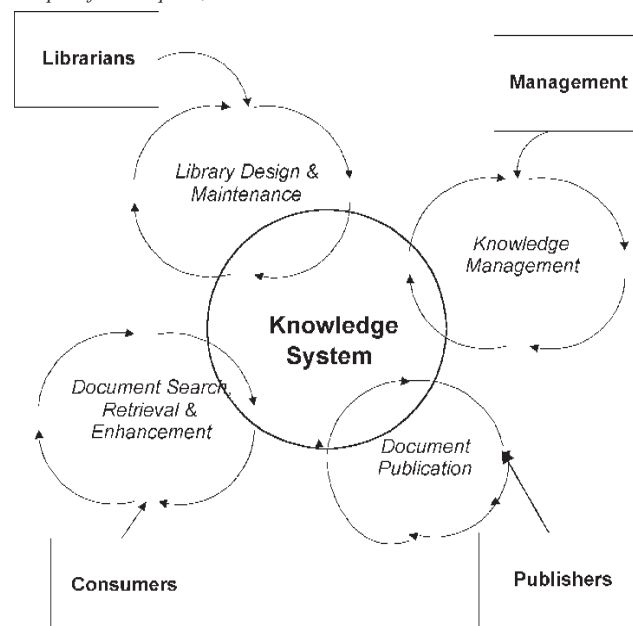 Librarians
Management
Library Design &
Maintenance
Knowledge
Management
Knowledge
System
Document Search,
Retrieval &
Enhancement
Document
Publication
Consumers
Publishers